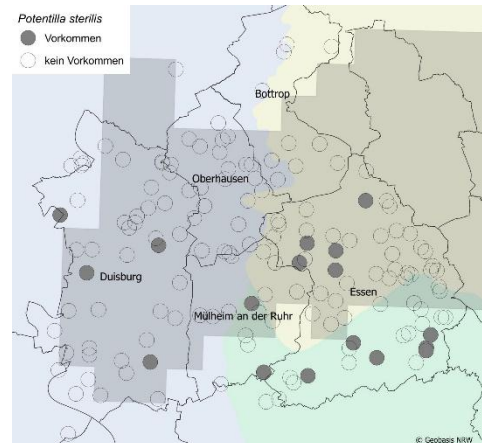 Potentilla sterilis
Vorkommen
kein Vorkommen
Bottrop
Oberhausen
Duisburg
Essen
Mülheim an der Ruhr
© Geobasis NRW